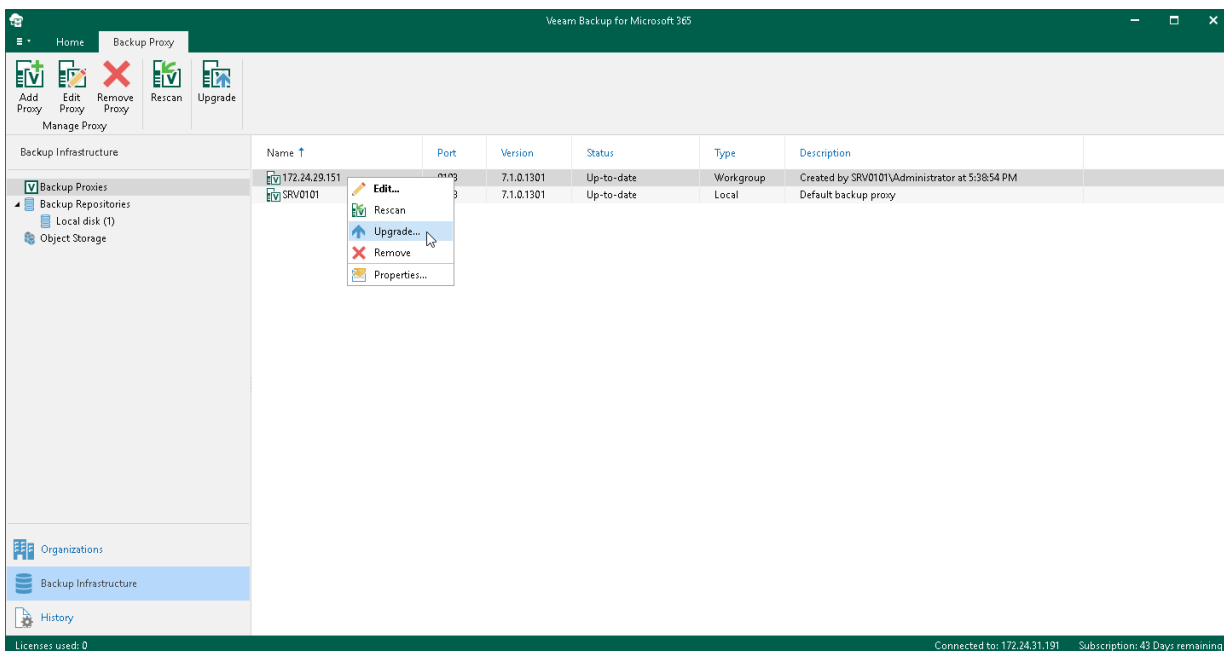 Veeam Backup for Microsoft 365
Home Backup Proxy
Add Proxy
Edit Proxy
Remove Proxy
Rescan
Upgrade
Manage Proxy
Backup Infrastructure
Backup Proxies
Backup Repositories
Local disk (1)
Object Storage
Name Port Version Status Type Description
172.24.29.151 7.1.0.1301 Up-to-date Workgroup Created by SRV0101\Administrator at 5:38:54 PM
SRV0101 7.1.0.1301 Up-to-date Local Default backup proxy
Edit...
Rescan
Upgrade...
Remove
Properties...
Organizations
Backup Infrastructure
History
Licenses used: 0 Connected to: 172.24.31.191 Subscription: 43 Days remaining